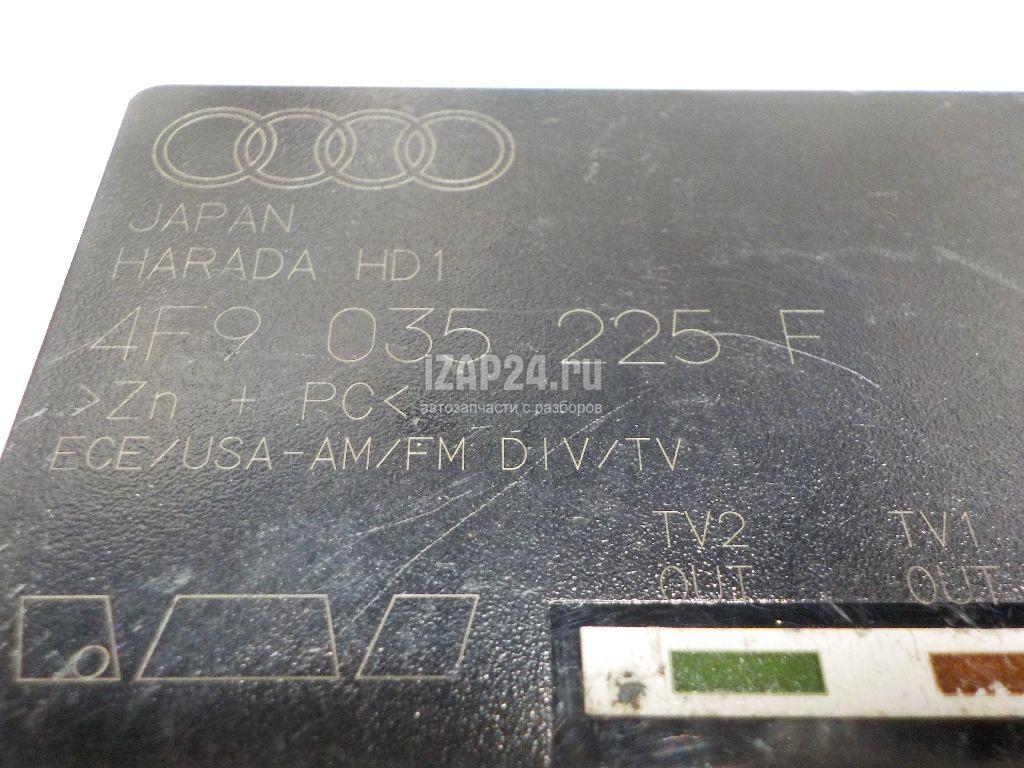 JAPAN
HARADA HD1
4F9 035 225 F
iZAP24.ru
>Zn + PC<
автозапчасти с разборов
ECE/USA-AM/FM DIV/TV
TV2 OUT
TV1 OUT